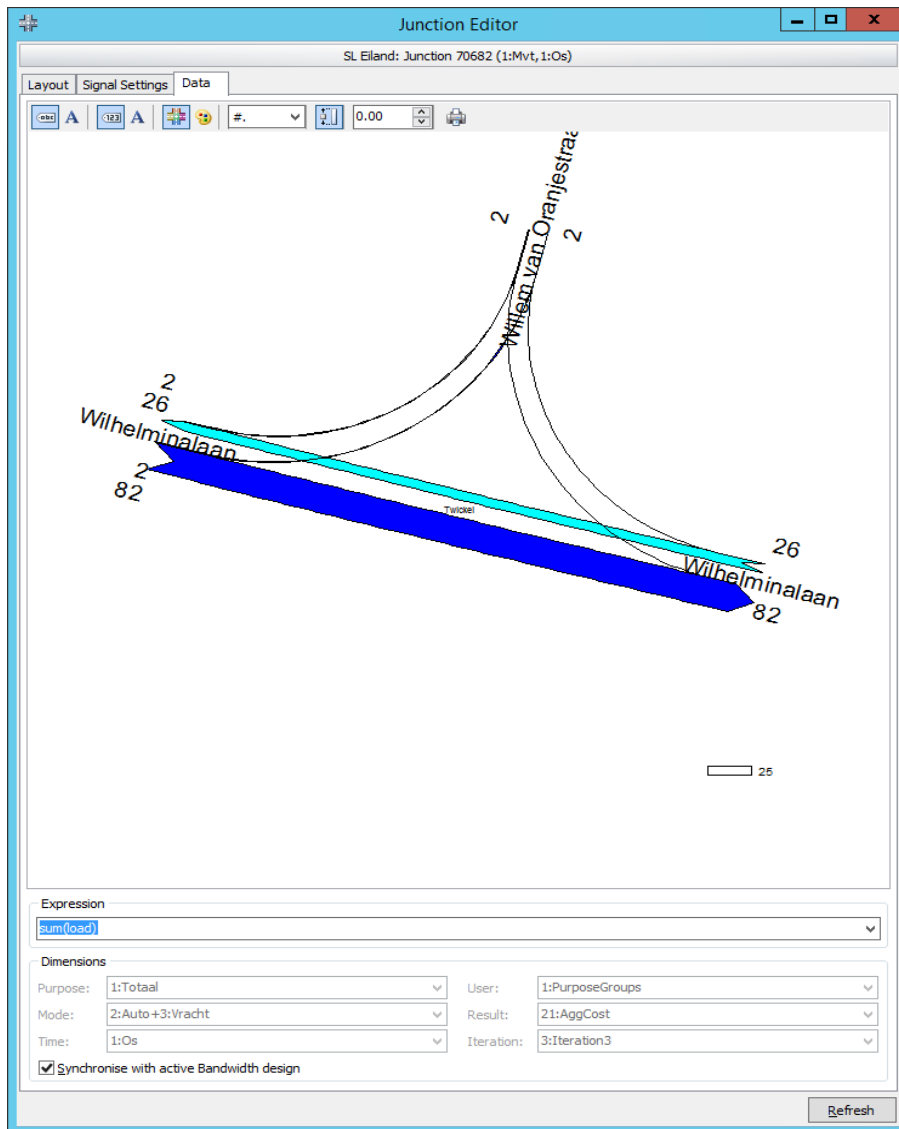 Junction Editor
SL Eiland: Junction 70682 (1:Mvt,1:Os)
Layout Signal Settings Data
abc A 123 A #. 0.00
Willem van Oranjestraa
2
2
2
26
Wilhelminalaan
2
82
Twickel
26
Wilhelminalaan
82
25
Expression
sum(load)
Dimensions
Purpose: 1:Totaal User: 1:PurposeGroups
Mode: 2:Auto+3:Vracht Result: 21:AggCost
Time: 1:Os Iteration: 3:Iteration3
Synchronise with active Bandwidth design
Refresh